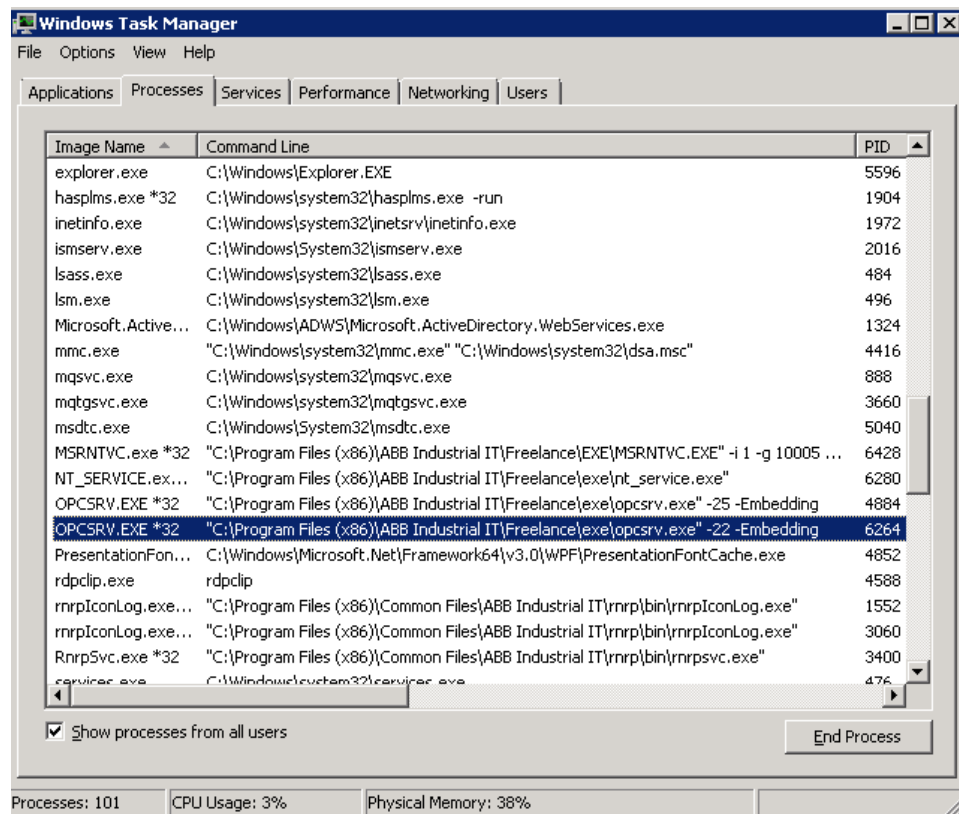 Windows Task Manager
File Options View Help
Applications Processes Services Performance Networking Users
Image Name Command Line PID
explorer.exe C:\Windows\Explorer.EXE 5596
hasplms.exe *32 C:\Windows\system32\hasplms.exe -run 1904
inetinfo.exe C:\Windows\system32\inetsrv\inetinfo.exe 1972
ismserv.exe C:\Windows\System32\ismserv.exe 2016
lsass.exe C:\Windows\system32\lsass.exe 484
lsm.exe C:\Windows\system32\lsm.exe 496
Microsoft.Active... C:\Windows\ADWS\Microsoft.ActiveDirectory.WebServices.exe 1324
mmc.exe "C:\Windows\system32\mmc.exe" "C:\Windows\system32\dsa.msc" 4416
mqsvc.exe C:\Windows\system32\mqsvc.exe 888
mqtgsvc.exe C:\Windows\system32\mqtgsvc.exe 3660
msdtc.exe C:\Windows\System32\msdtc.exe 5040
MSRNTVC.exe *32 "C:\Program Files (x86)\ABB Industrial IT\Freelance\EXE\MSRNTVC.EXE" -i 1 -g 10005 ... 6428
NT_SERVICE.ex... "C:\Program Files (x86)\ABB Industrial IT\Freelance\exe\nt_service.exe" 6280
OPCSRV.EXE *32 "C:\Program Files (x86)\ABB Industrial IT\Freelance\exe\opcsrv.exe" -25 -Embedding 4884
OPCSRV.EXE *32 "C:\Program Files (x86)\ABB Industrial IT\Freelance\exe\opcsrv.exe" -22 -Embedding 6264
PresentationFon... C:\Windows\Microsoft.Net\Framework64\v3.0\WPF\PresentationFontCache.exe 4852
rdpclip.exe rdpclip 4588
rnrpIconLog.exe... "C:\Program Files (x86)\Common Files\ABB Industrial IT\rnrp\bin\rnrpIconLog.exe" 1552
rnrpIconLog.exe... "C:\Program Files (x86)\Common Files\ABB Industrial IT\rnrp\bin\rnrpIconLog.exe" 3060
RnrpSvc.exe *32 "C:\Program Files (x86)\Common Files\ABB Industrial IT\rnrp\bin\rnrpsvc.exe" 3400
services.exe C:\Windows\system32\services.exe 476
Show processes from all users
End Process
Processes: 101 CPU Usage: 3% Physical Memory: 38%